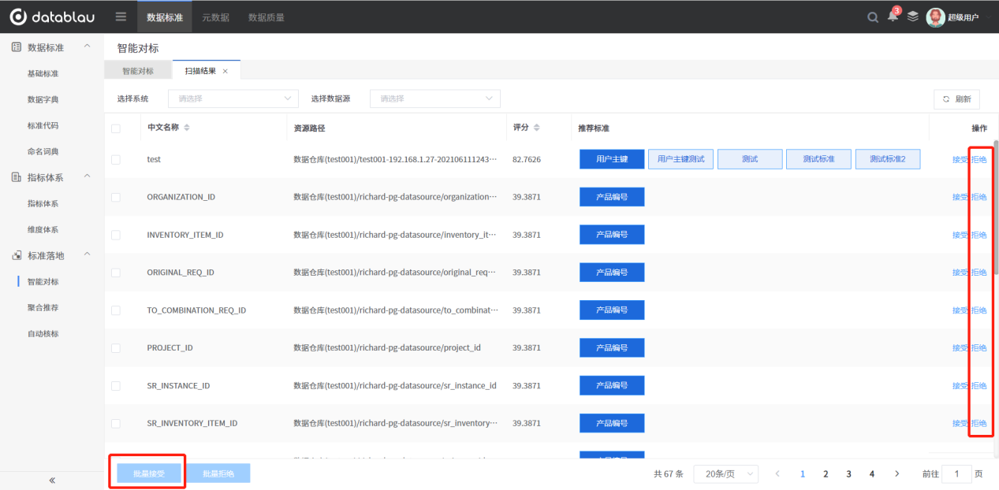 datablau 数据标准 元数据 数据质量 3 超级用户
数据标准
基础标准
数据字典
标准代码
命名词典
指标体系
指标体系
维度体系
标准落地
智能对标
聚合推荐
自动核标
智能对标
智能对标 扫描结果 ×
选择系统 请选择 选择数据源 请选择 刷新
中文名称 资源路径 评分 推荐标准 操作
test 数据仓库(test001)/test001-192.168.1.27-202106111243··· 82.7626 用户主键 用户主键测试 测试 测试标准 测试标准2 接受 拒绝
ORGANIZATION_ID 数据仓库(test001)/richard-pg-datasource/organization··· 39.3871 产品编号 接受 拒绝
INVENTORY_ITEM_ID 数据仓库(test001)/richard-pg-datasource/inventory_it··· 39.3871 产品编号 接受 拒绝
ORIGINAL_REQ_ID 数据仓库(test001)/richard-pg-datasource/original_req··· 39.3871 产品编号 接受 拒绝
TO_COMBINATION_REQ_ID 数据仓库(test001)/richard-pg-datasource/to_combinat··· 39.3871 产品编号 接受 拒绝
PROJECT_ID 数据仓库(test001)/richard-pg-datasource/project_id 39.3871 产品编号 接受 拒绝
SR_INSTANCE_ID 数据仓库(test001)/richard-pg-datasource/sr_instance_id 39.3871 产品编号 接受 拒绝
SR_INVENTORY_ITEM_ID 数据仓库(test001)/richard-pg-datasource/sr_inventory··· 39.3871 产品编号 接受 拒绝
批量接受 批量拒绝 共 67 条 20条/页 < 1 2 3 4 > 前往 1 页